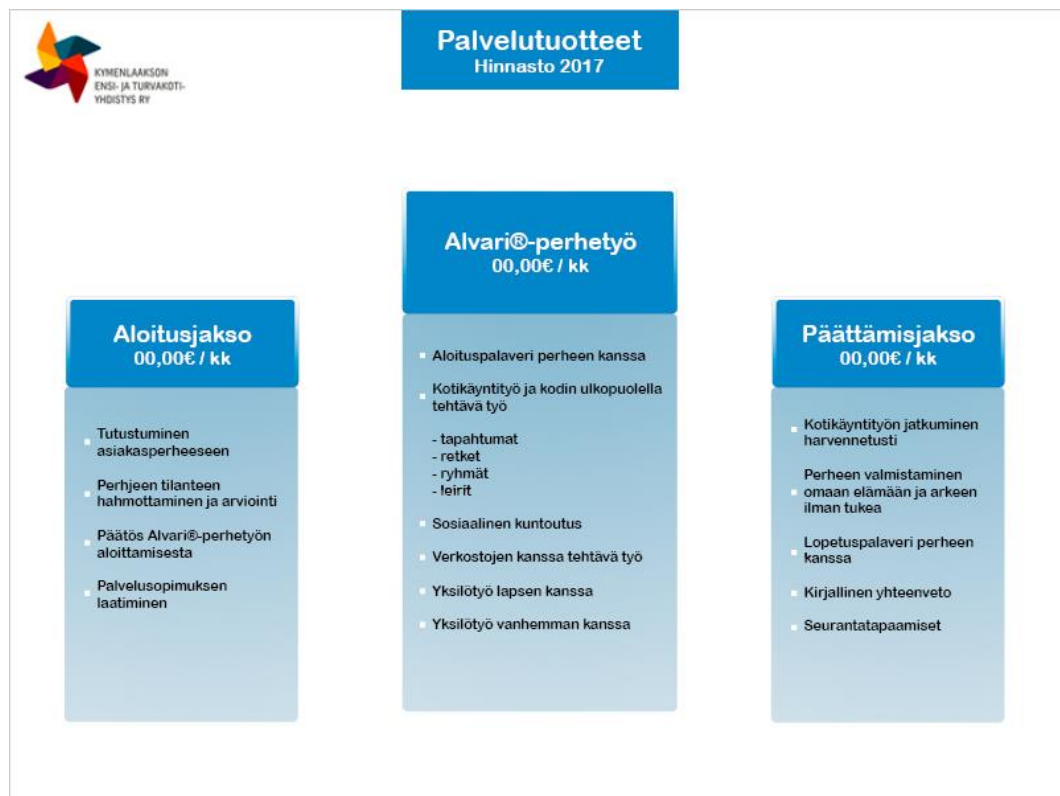 KYMENLAAKSON
ENSI- JA TURVAKOTI-
YHDISTYS RY
Palvelutuotteet
Hinnasto 2017
Aloitusjakso
00,00€ / kk
Tutustuminen
asiakasperheeseen
Perhjeen tilanteen
hahmottaminen ja arviointi
Päätös Alvari®-perhetyön
aloittamisesta
Palvelusopimuksen
laatiminen
Alvari®-perhetyö
00,00€ / kk
Aloituspalaveri perheen kanssa
Kotikäyntityö ja kodin ulkopuolella
tehtävä työ
- tapahtumat
- retket
- ryhmät
- leirit
Sosiaalinen kuntoutus
Verkostojen kanssa tehtävä työ
Yksilötyö lapsen kanssa
Yksilötyö vanhemman kanssa
Päättämisjakso
00,00€ / kk
Kotikäyntityön jatkuminen
harvennetusti
Perheen valmistaminen
omaan elämään ja arkeen
ilman tukea
Lopetuspalaveri perheen
kanssa
Kirjallinen yhteenveto
Seurantatapaamiset